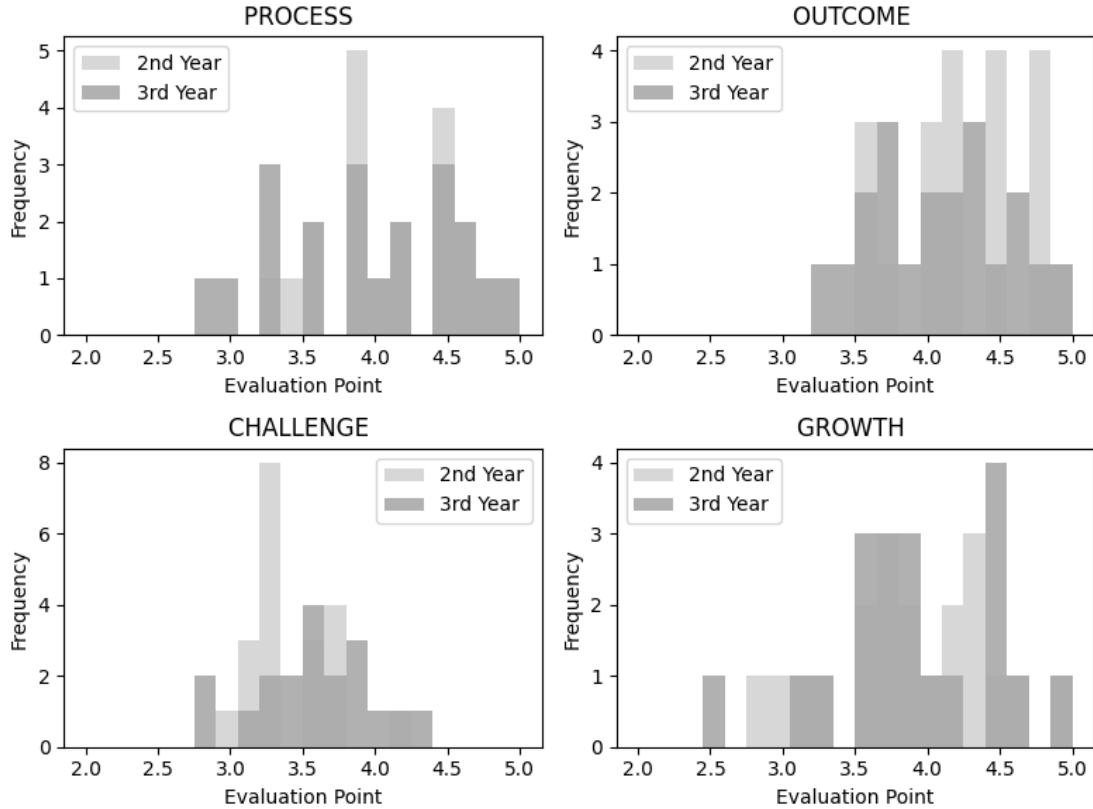 PROCESS
2nd Year
3rd Year
Frequency
5
4
3
2
1
0
2.0 2.5 3.0 3.5 4.0 4.5 5.0
Evaluation Point
OUTCOME
2nd Year
3rd Year
Frequency
4
3
2
1
0
2.0 2.5 3.0 3.5 4.0 4.5 5.0
Evaluation Point
CHALLENGE
2nd Year
3rd Year
Frequency
8
6
4
2
0
2.0 2.5 3.0 3.5 4.0 4.5 5.0
Evaluation Point
GROWTH
2nd Year
3rd Year
Frequency
4
3
2
1
0
2.0 2.5 3.0 3.5 4.0 4.5 5.0
Evaluation Point